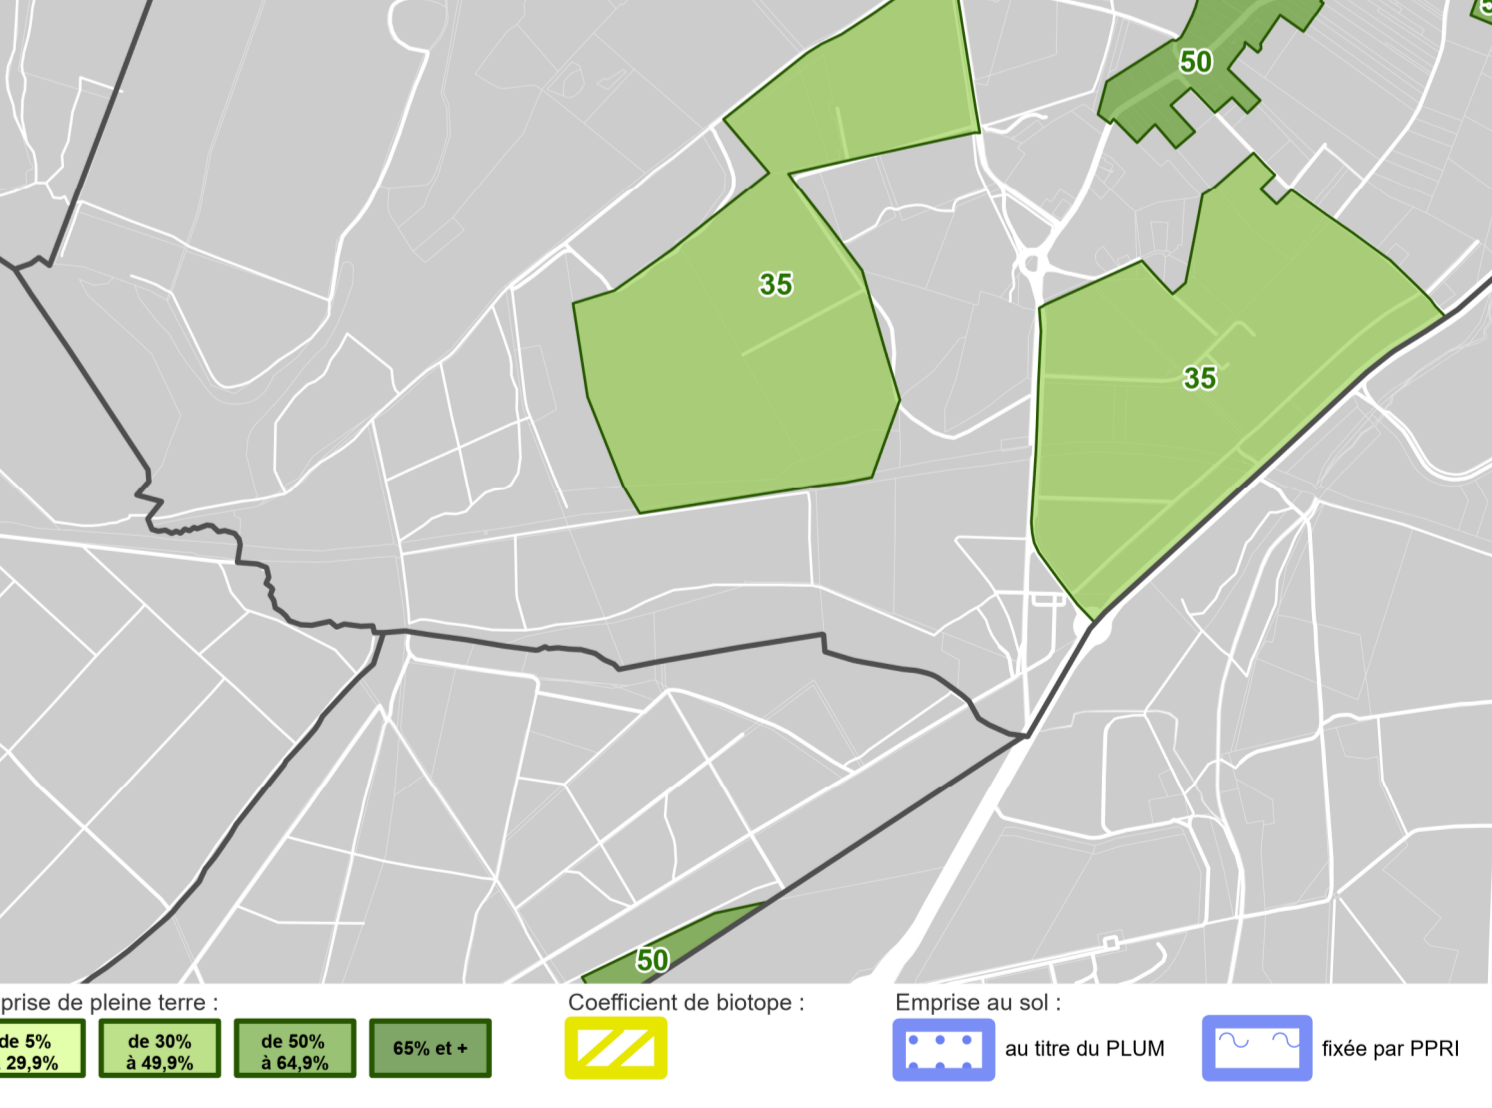 50
35
35
50
prise de pleine terre :
Coefficient de biotope :
Emprise au sol :
de 5%
29,9%
de 30%
à 49,9%
de 50%
à 64,9%
65% et +
au titre du PLUM
fixée par PPRI